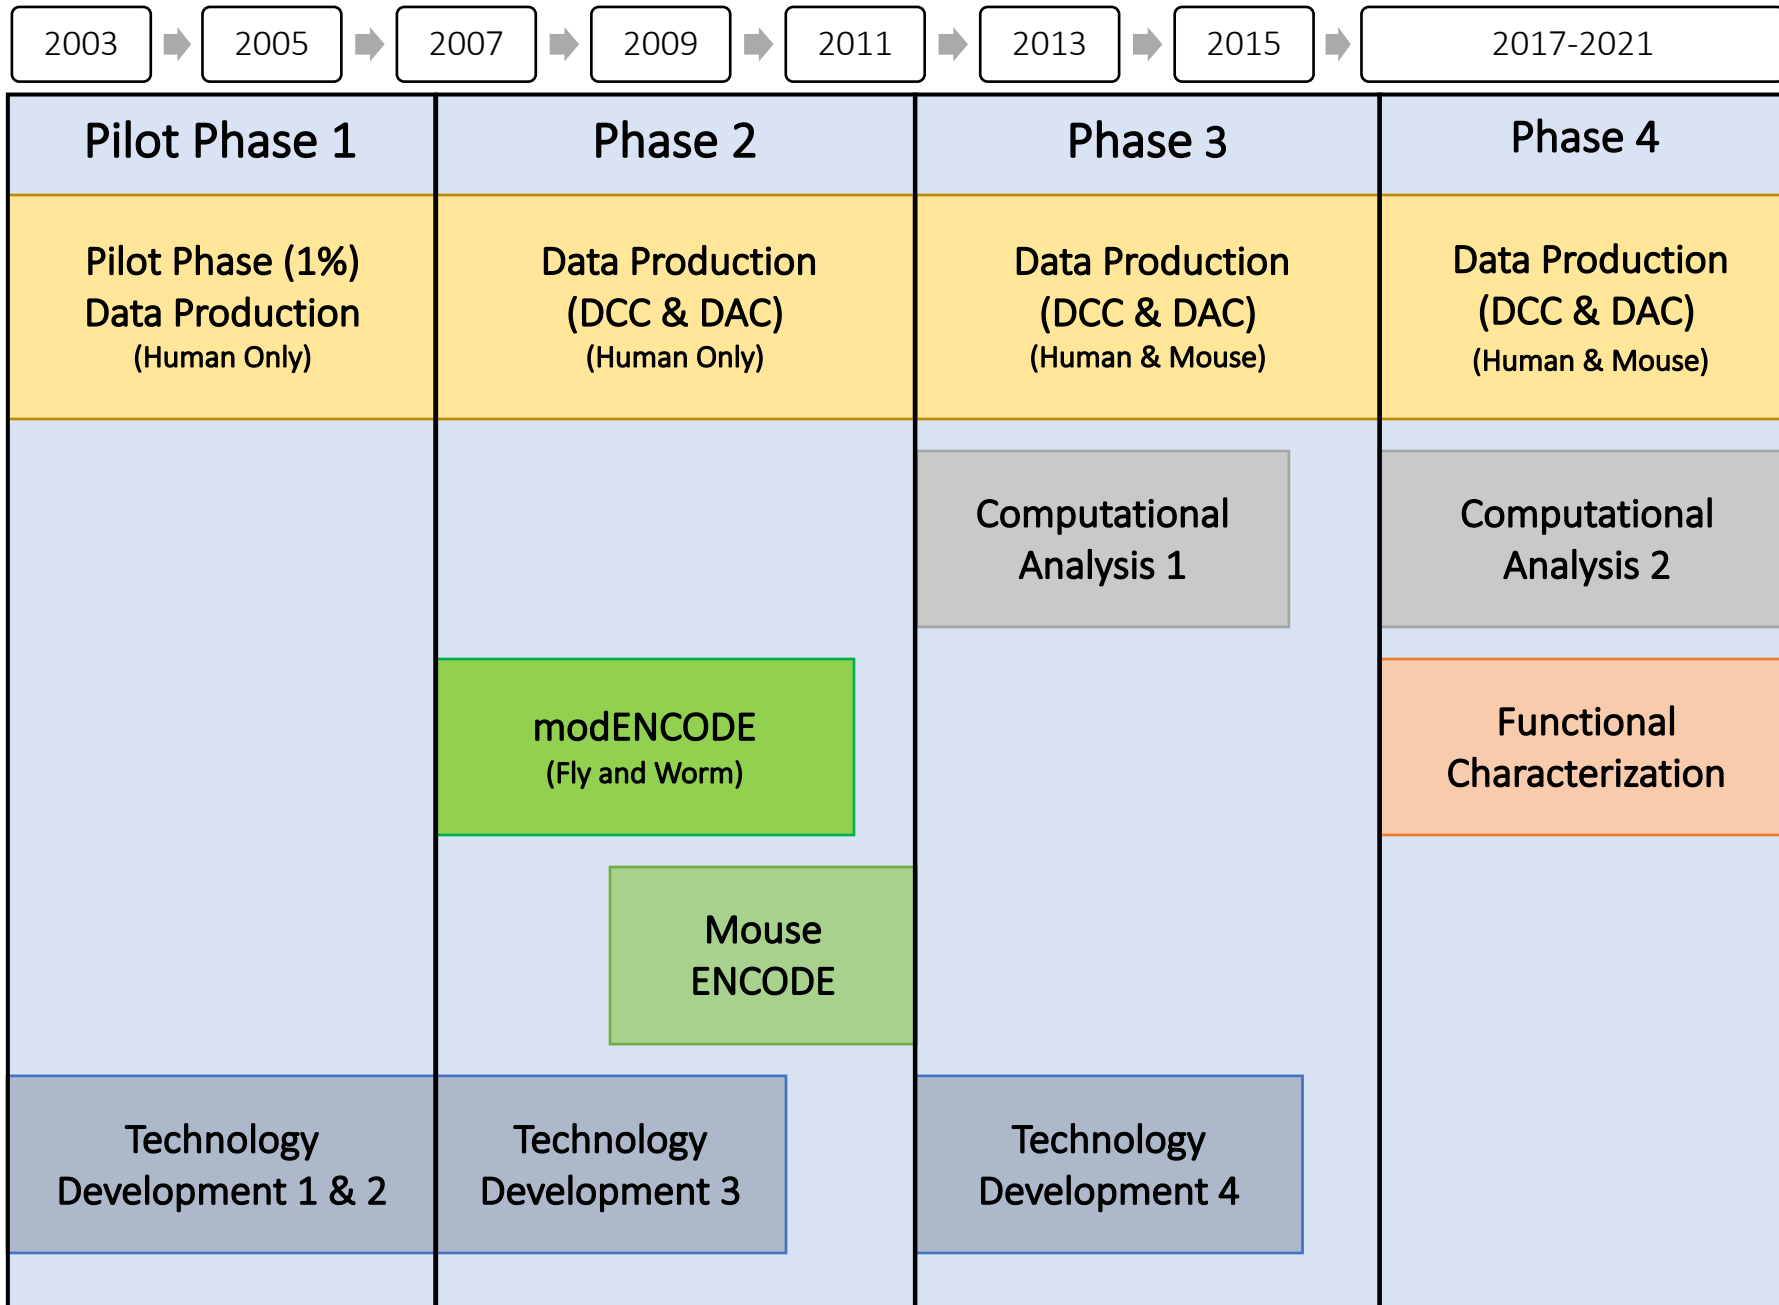 2003
2005
2007
2009
2011
2013
2015
2017-2021
Pilot Phase 1
Phase 2
Phase 3
Phase 4
Pilot Phase (1%)
Data Production
(Human Only)
Data Production
(DCC & DAC)
(Human Only)
Data Production
(DCC & DAC)
(Human & Mouse)
Data Production
(DCC & DAC)
(Human & Mouse)
Computational
Analysis 1
Computational
Analysis 2
modENCODE
(Fly and Worm)
Functional
Characterization
Mouse
ENCODE
Technology
Development 1 & 2
Technology
Development 3
Technology
Development 4